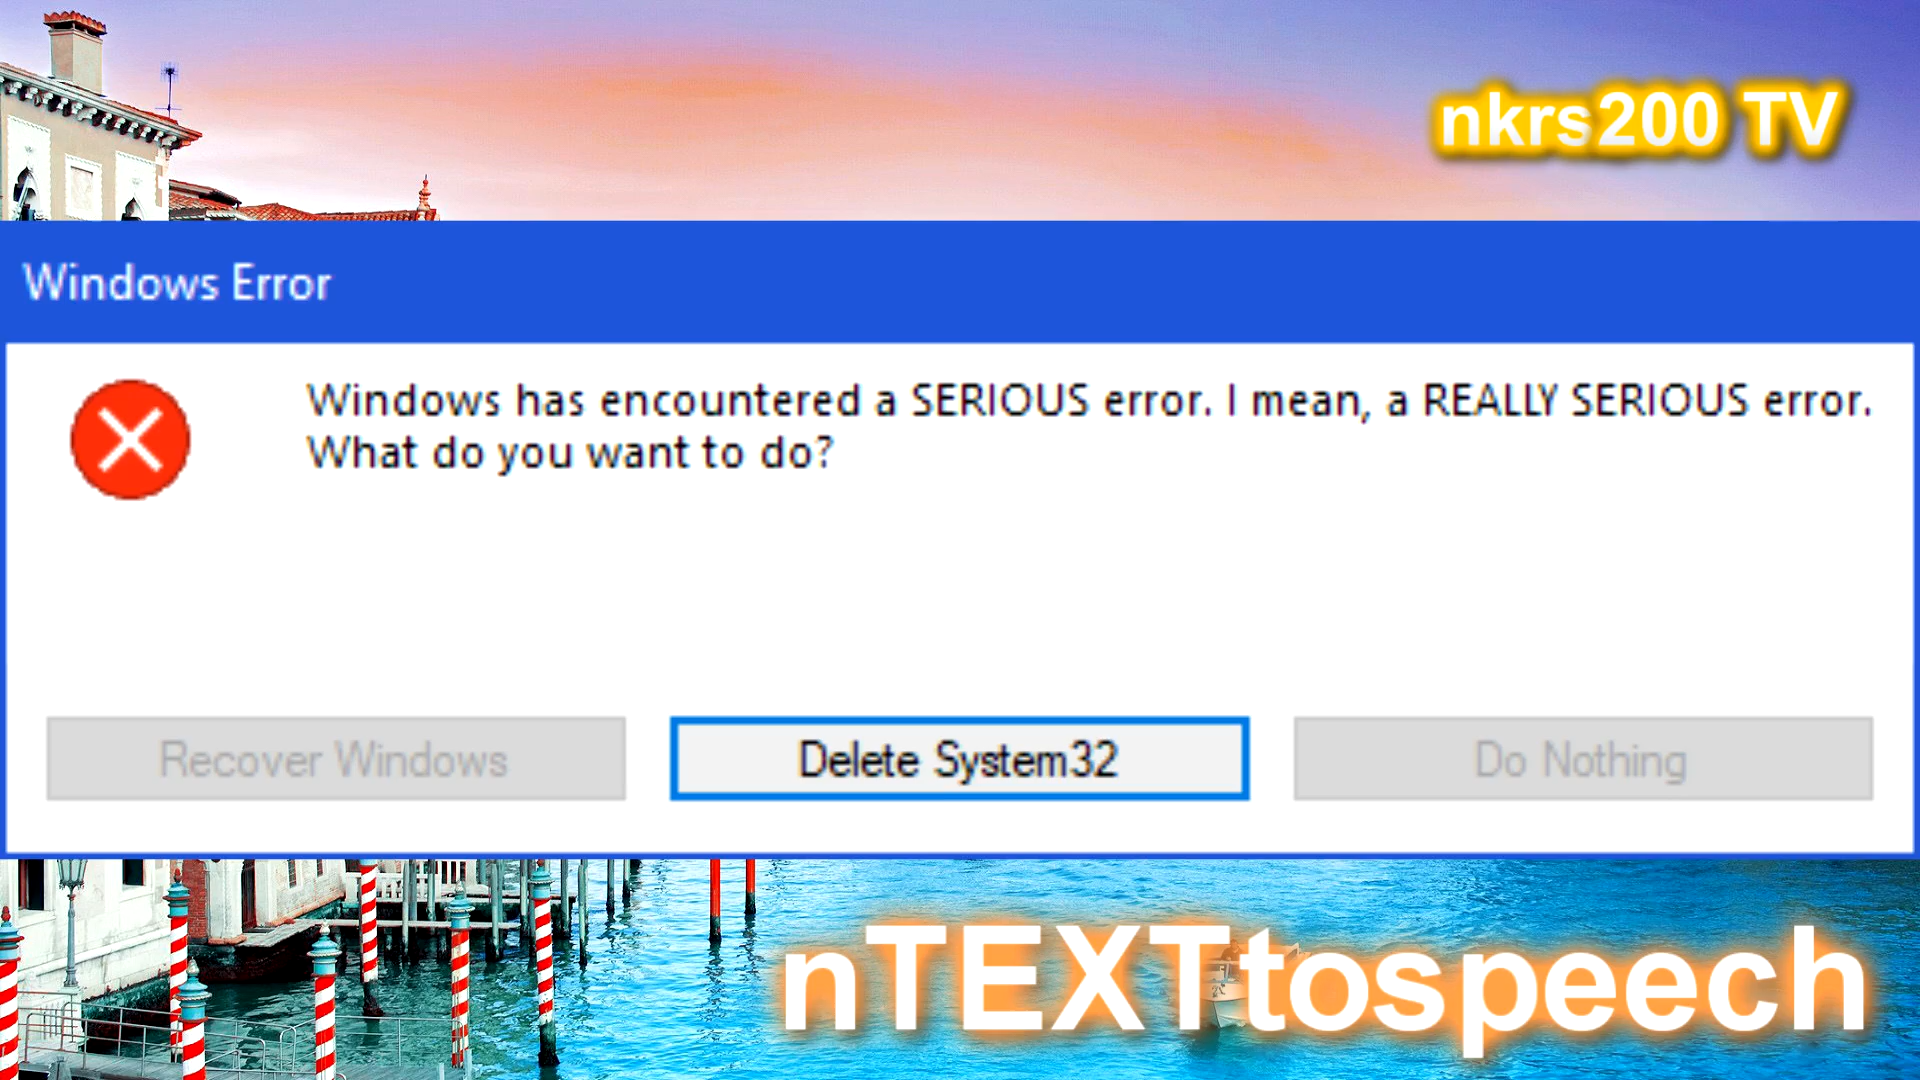 nkrs200 TV
Windows Error
Windows has encountered a SERIOUS error. I mean, a REALLY SERIOUS error.
What do you want to do?
Recover Windows
Delete System32
Do Nothing
nTEXTtospeech